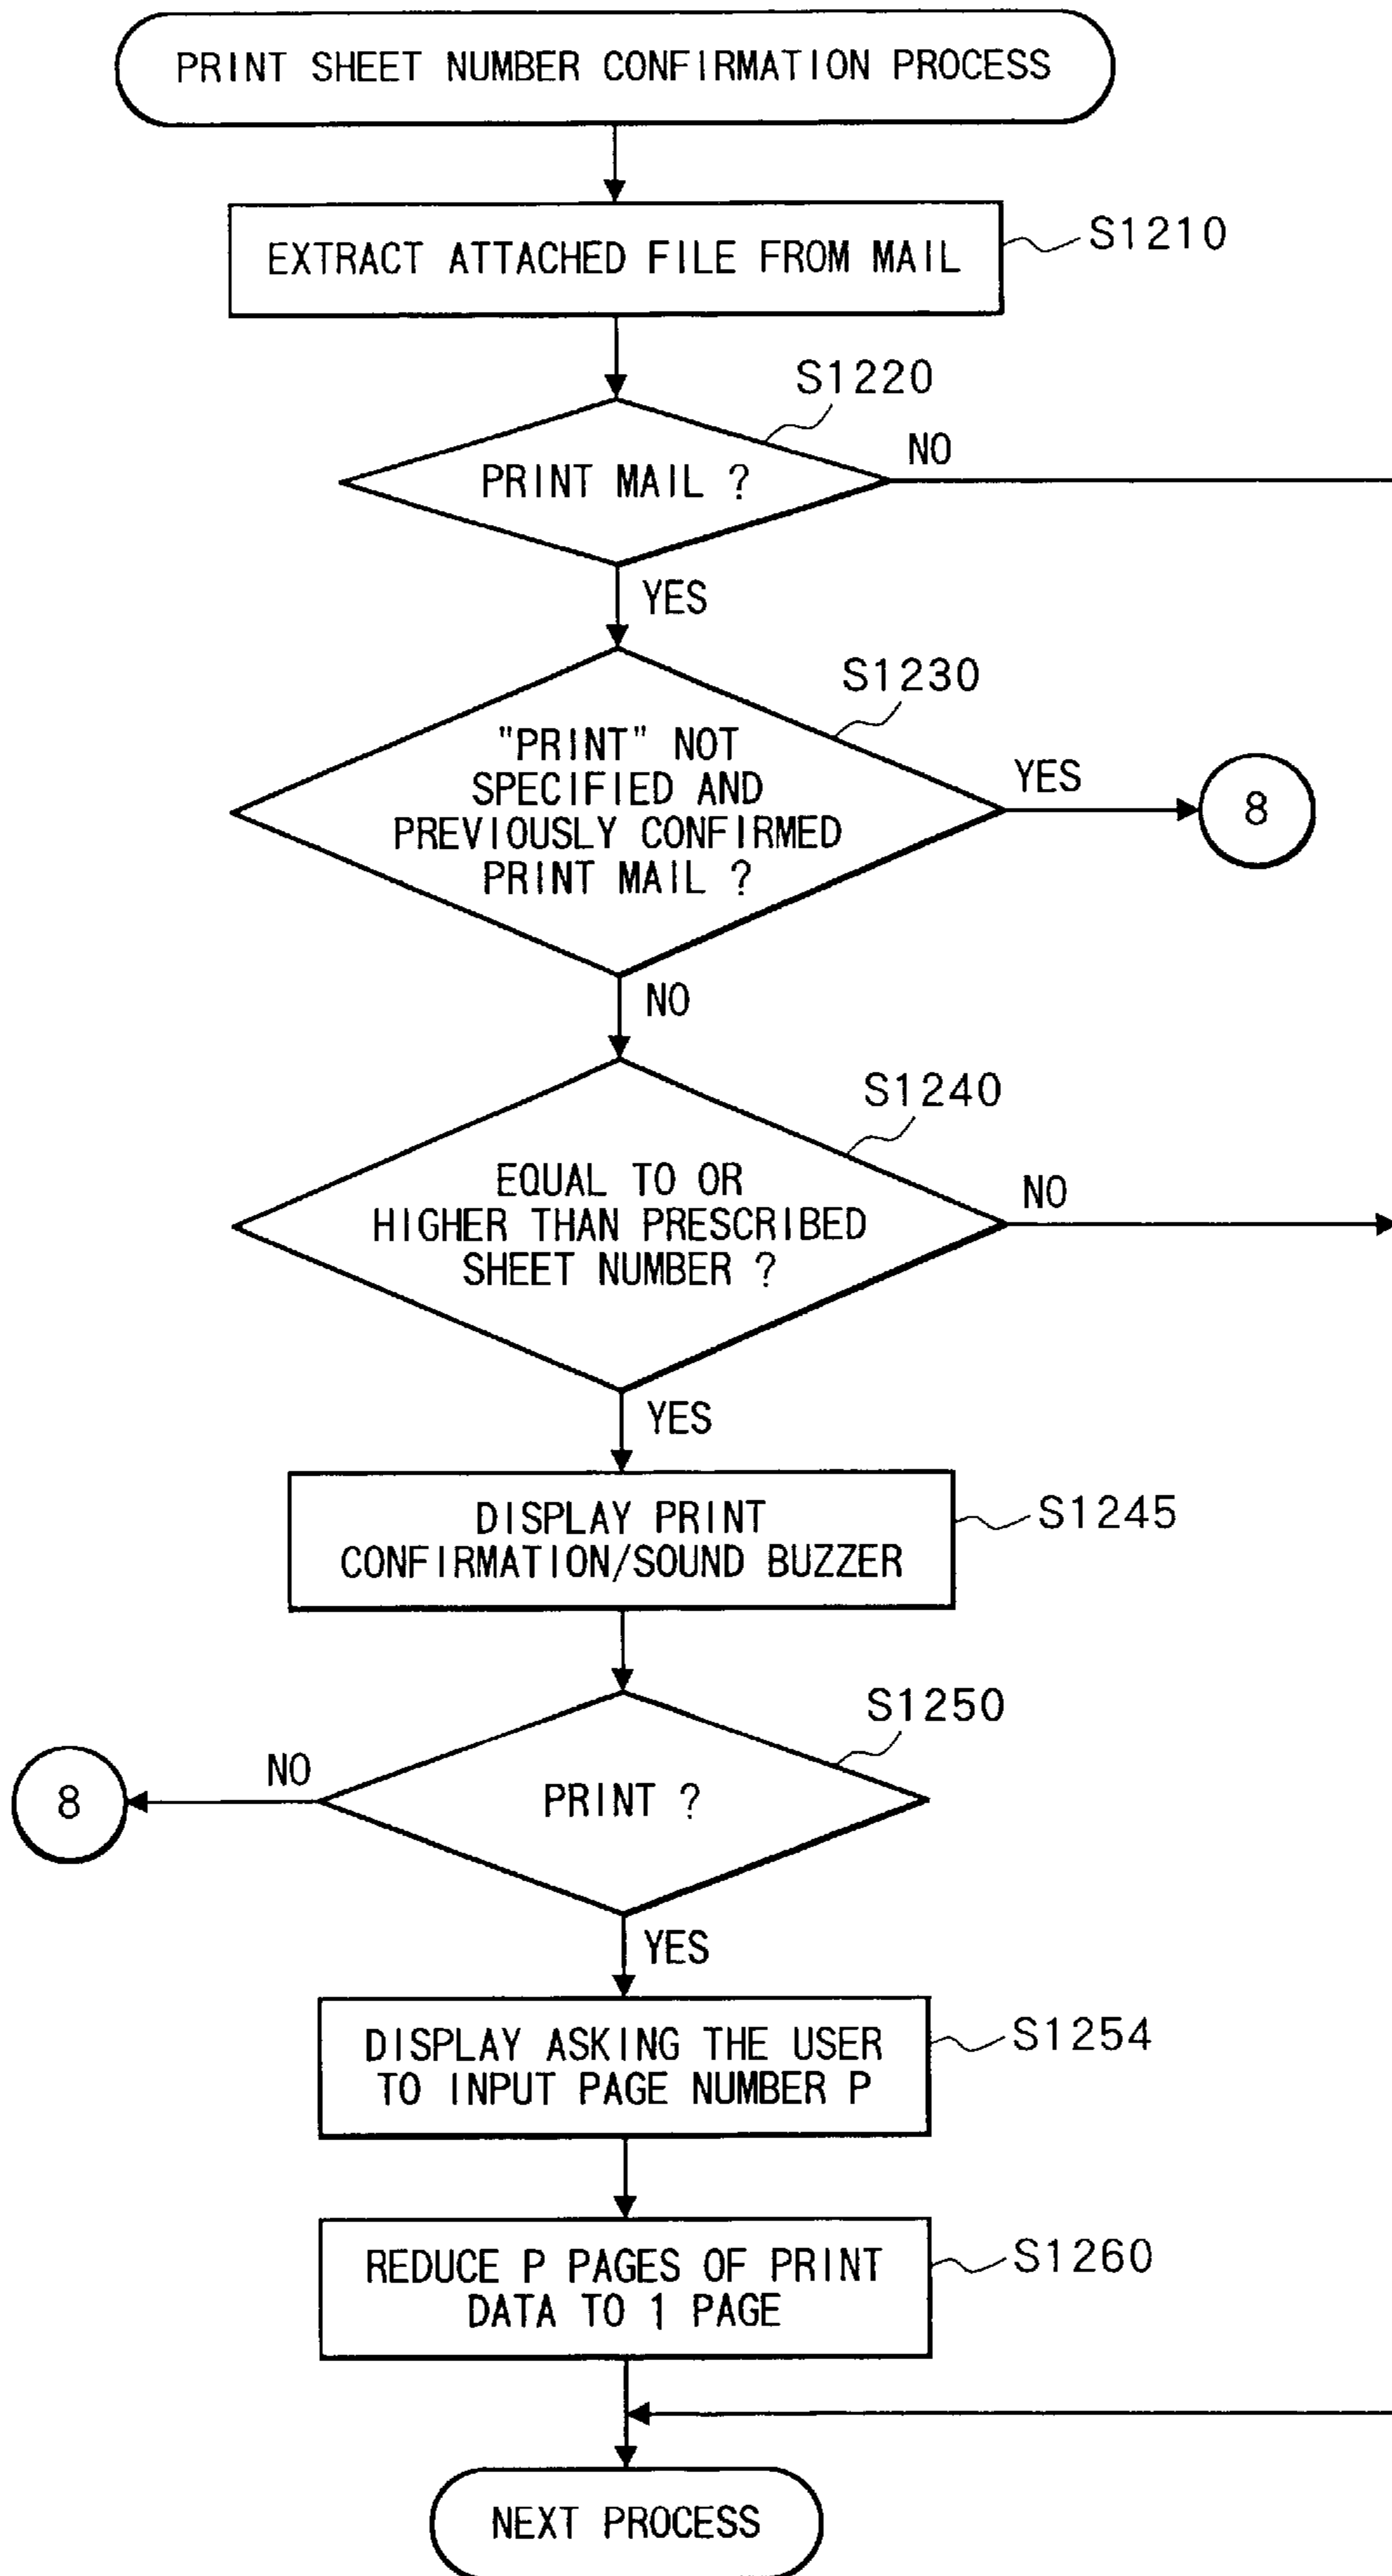 PRINT SHEET NUMBER CONFIRMATION PROCESS
EXTRACT ATTACHED FILE FROM MAIL
S1210
S1220
PRINT MAIL ?
NO
YES
S1230
"PRINT" NOT
SPECIFIED AND
PREVIOUSLY CONFIRMED
PRINT MAIL ?
YES
8
NO
S1240
EQUAL TO OR
HIGHER THAN PRESCRIBED
SHEET NUMBER ?
NO
YES
DISPLAY PRINT
CONFIRMATION/SOUND BUZZER
S1245
S1250
PRINT ?
NO
8
YES
DISPLAY ASKING THE USER
TO INPUT PAGE NUMBER P
S1254
REDUCE P PAGES OF PRINT
DATA TO 1 PAGE
S1260
NEXT PROCESS